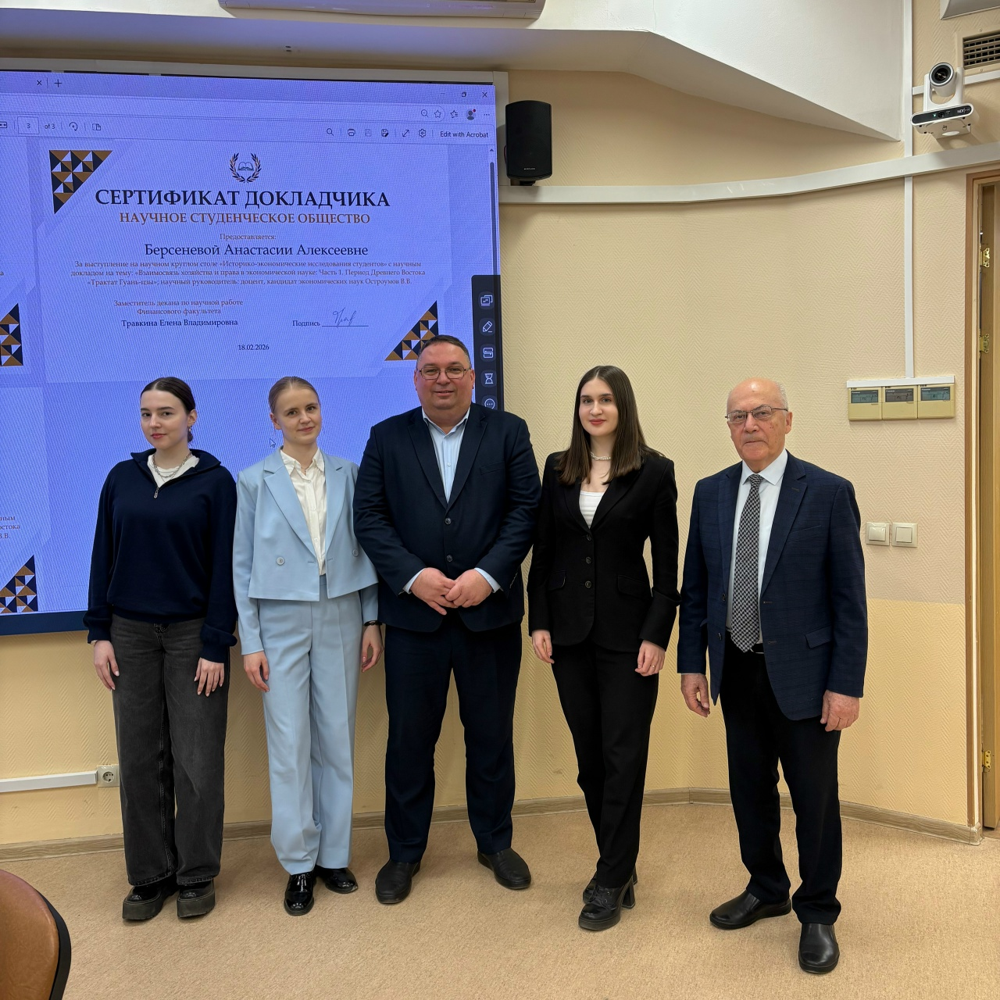 3 of 3
Edit with Acrobat
СЕРТИФИКАТ ДОКЛАДЧИКА
НАУЧНОЕ СТУДЕНЧЕСКОЕ ОБЩЕСТВО
Предоставляется:
Берсеневой Анастасии Алексеевне
За выступление на научном круглом столе «Историко-экономические исследования студентов» с научным
докладом на тему: «Взаимосвязь хозяйства и права в экономической науке: Часть 1. Период Древнего Востока
«Трактат Гуань-цзы»; научный руководитель: доцент, кандидат экономических наук Остроумов В.В.
Заместитель декана по научной работе
Финансового факультета
Травкина Елена Владимировна
Подпись
18.02.2026